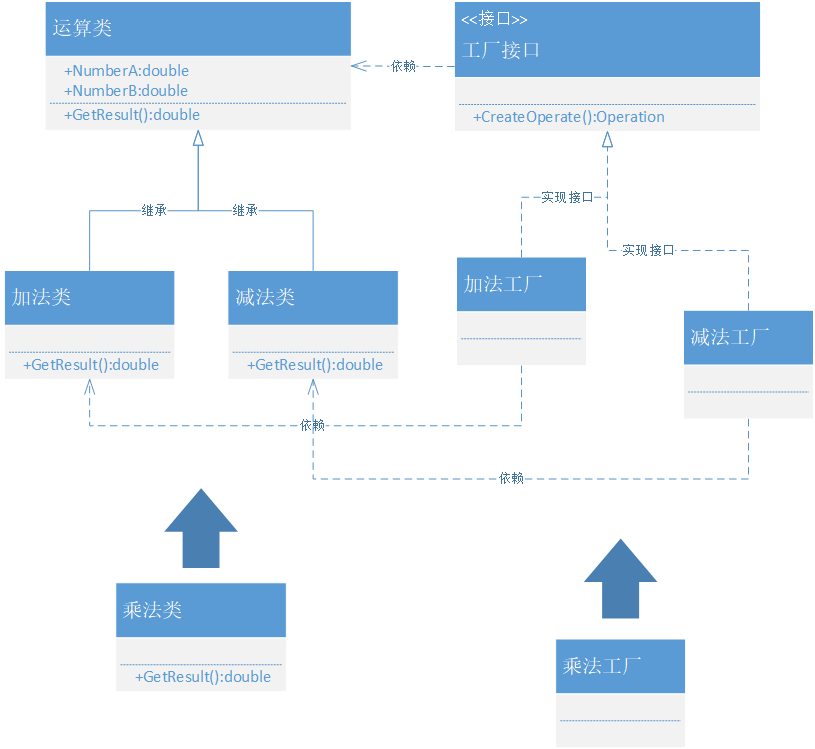 运算类
+NumberA:double
+NumberB:double
+GetResult():double
<<接口>>
工厂接口
+CreateOperate():Operation
依赖
继承
继承
实现接口
实现接口
加法类
+GetResult():double
减法类
+GetResult():double
加法工厂
减法工厂
依赖
依赖
乘法类
+GetResult():double
乘法工厂